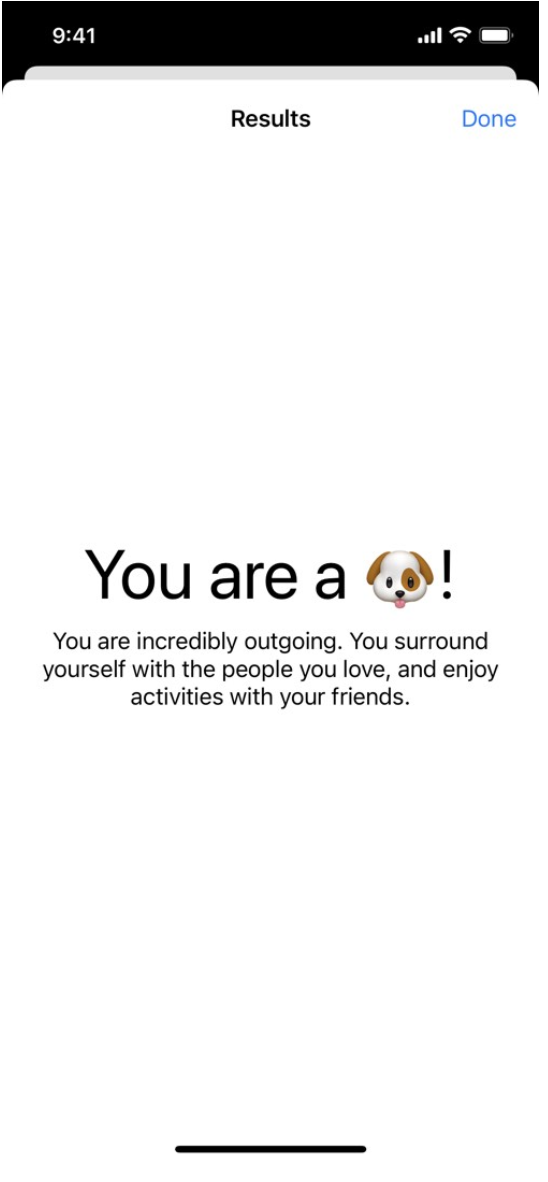 9:41
Results
Done
You are a 🐶!
You are incredibly outgoing. You surround
yourself with the people you love, and enjoy
activities with your friends.